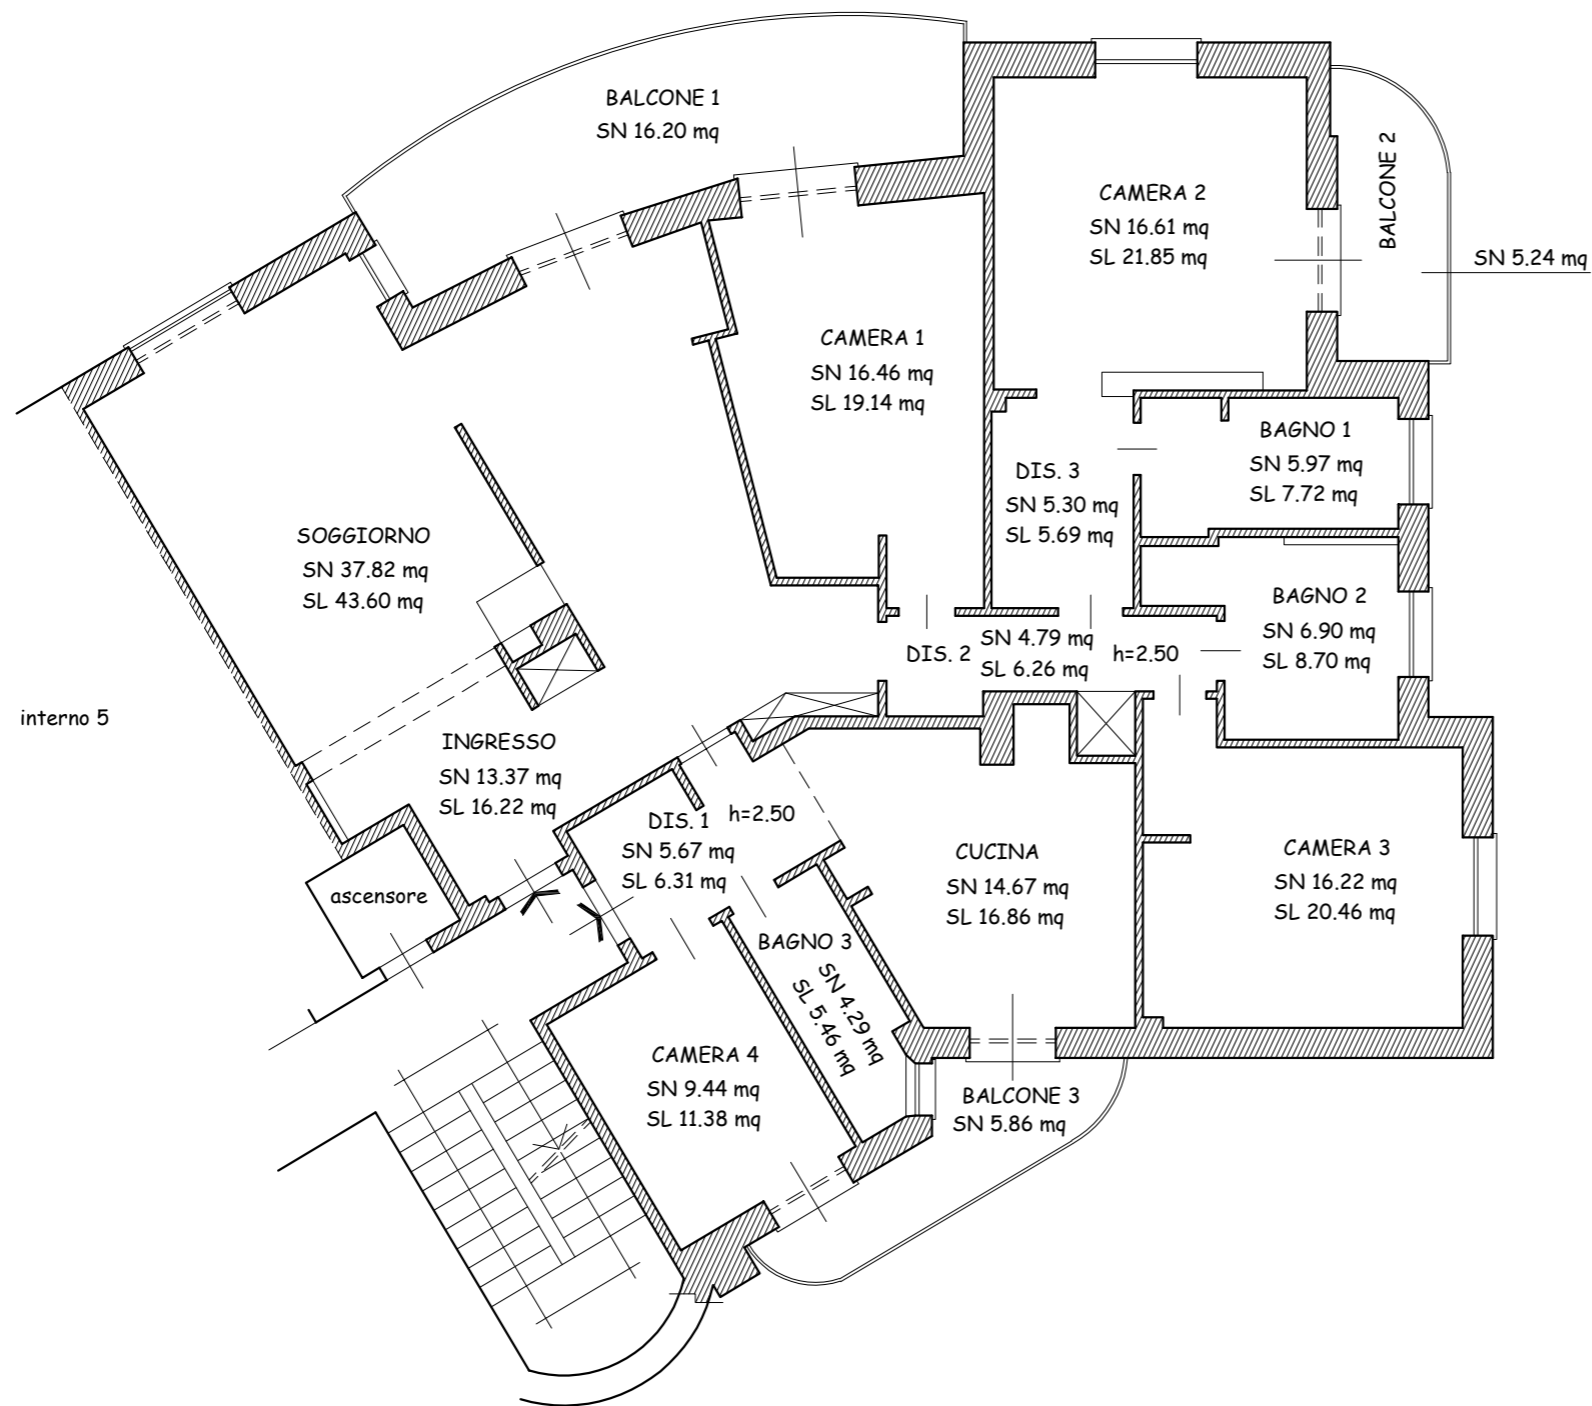 BALCONE 1
SN 16.20 mq
CAMERA 2
SN 16.61 mq
SL 21.85 mq
BALCONE 2
SN 5.24 mq
CAMERA 1
SN 16.46 mq
SL 19.14 mq
BAGNO 1
SN 5.97 mq
SL 7.72 mq
DIS. 3
SN 5.30 mq
SL 5.69 mq
SOGGIORNO
SN 37.82 mq
SL 43.60 mq
BAGNO 2
SN 6.90 mq
SL 8.70 mq
DIS. 2
SN 4.79 mq
SL 6.26 mq
h=2.50
interno 5
INGRESSO
SN 13.37 mq
SL 16.22 mq
DIS. 1
SN 5.67 mq
SL 6.31 mq
h=2.50
CUCINA
SN 14.67 mq
SL 16.86 mq
CAMERA 3
SN 16.22 mq
SL 20.46 mq
ascensore
BAGNO 3
SN 4.29 mq
SL 5.46 mq
CAMERA 4
SN 9.44 mq
SL 11.38 mq
BALCONE 3
SN 5.86 mq